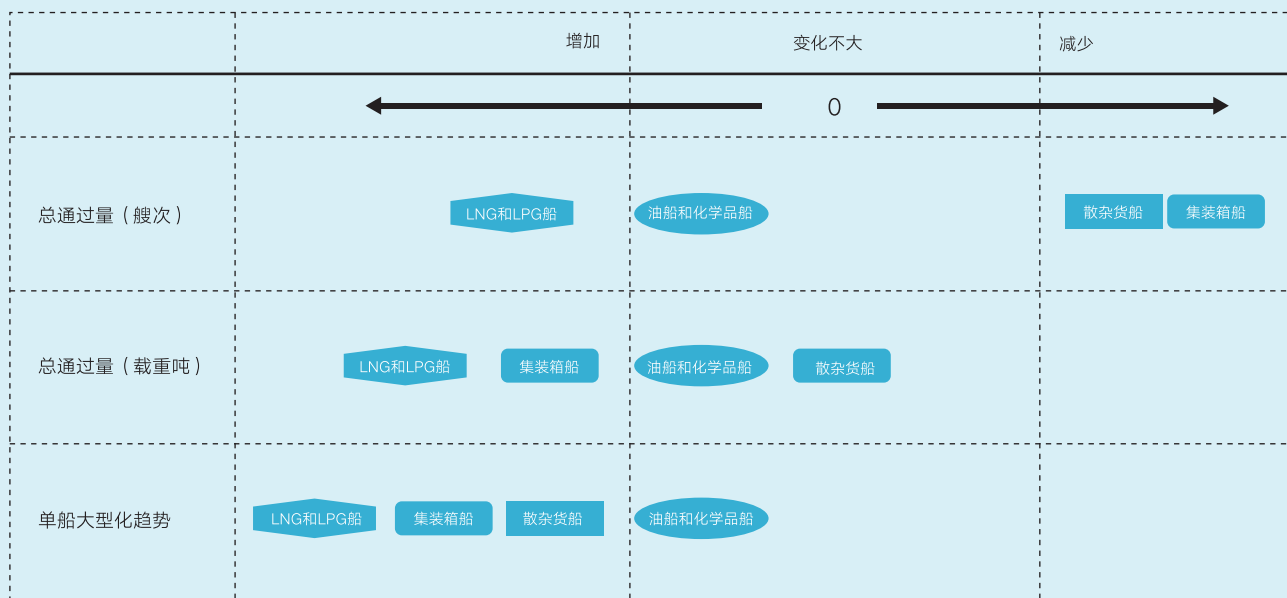 增加
变化不大
减少
0
总通过量（艘次）
LNG和LPG船
油船和化学品船
散杂货船
集装箱船
总通过量（载重吨）
LNG和LPG船
集装箱船
油船和化学品船
散杂货船
单船大型化趋势
LNG和LPG船
集装箱船
散杂货船
油船和化学品船